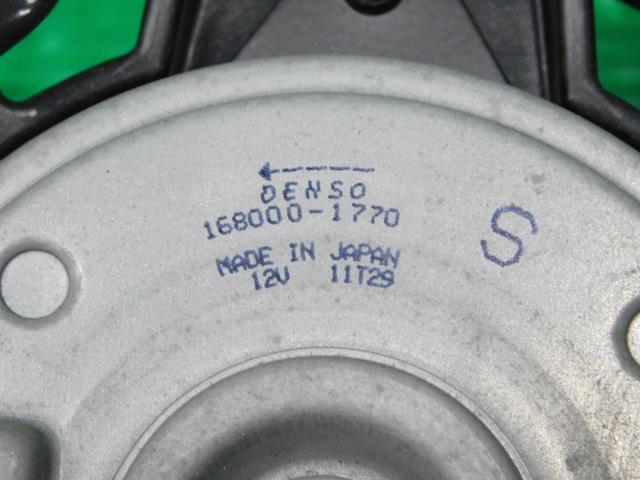 DENSO
168000-1770
S
MADE IN JAPAN
12V 11T29